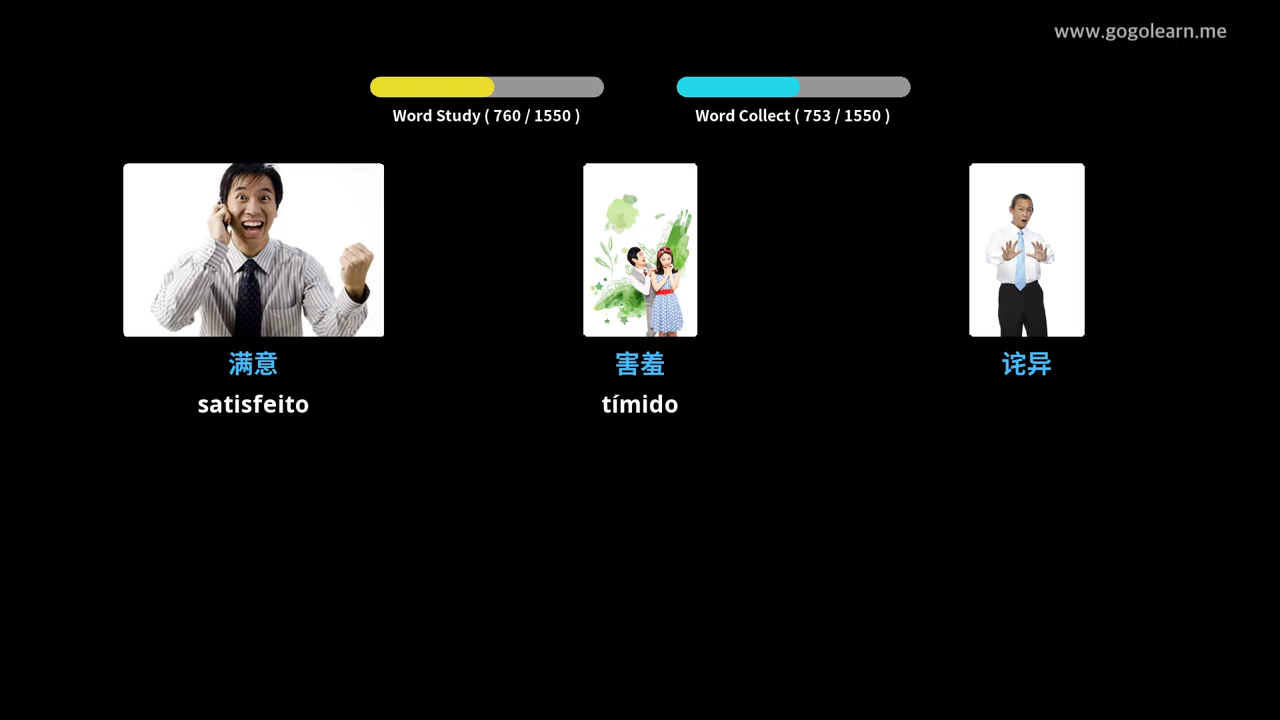 www.gogolearn.me
Word Study ( 760 / 1550 )
Word Collect ( 753 / 1550 )
满意
害羞
诧异
satisfeito
tímido